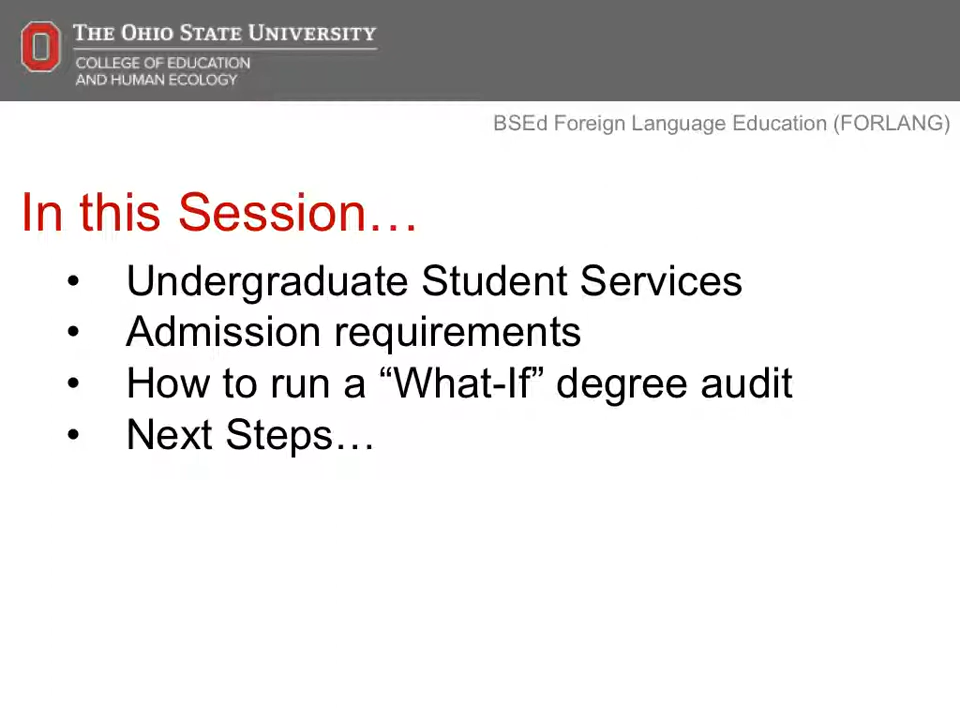 THE OHIO STATE UNIVERSITY
COLLEGE OF EDUCATION
AND HUMAN ECOLOGY
BSEd Foreign Language Education (FORLANG)
In this Session…
• Undergraduate Student Services
• Admission requirements
• How to run a “What-If” degree audit
• Next Steps…